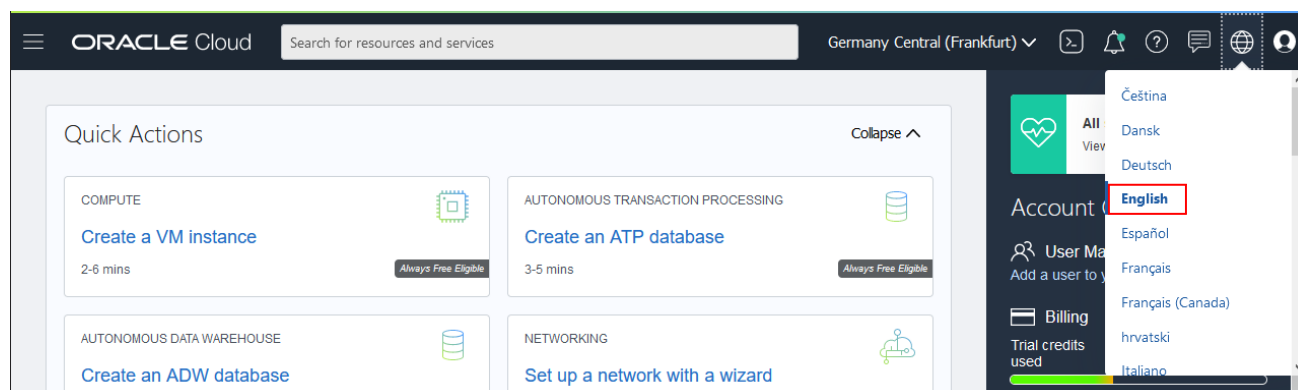 ORACLE Cloud
Search for resources and services
Germany Central (Frankfurt)
Quick Actions
Collapse
COMPUTE
Create a VM instance
2-6 mins
Always Free Eligible
AUTONOMOUS TRANSACTION PROCESSING
Create an ATP database
3-5 mins
Always Free Eligible
AUTONOMOUS DATA WAREHOUSE
Create an ADW database
NETWORKING
Set up a network with a wizard
All
View
Account
User Ma
Add a user to y
Billing
Trial credits
used
Čeština
Dansk
Deutsch
English
Español
Français
Français (Canada)
hrvatski
Italiano